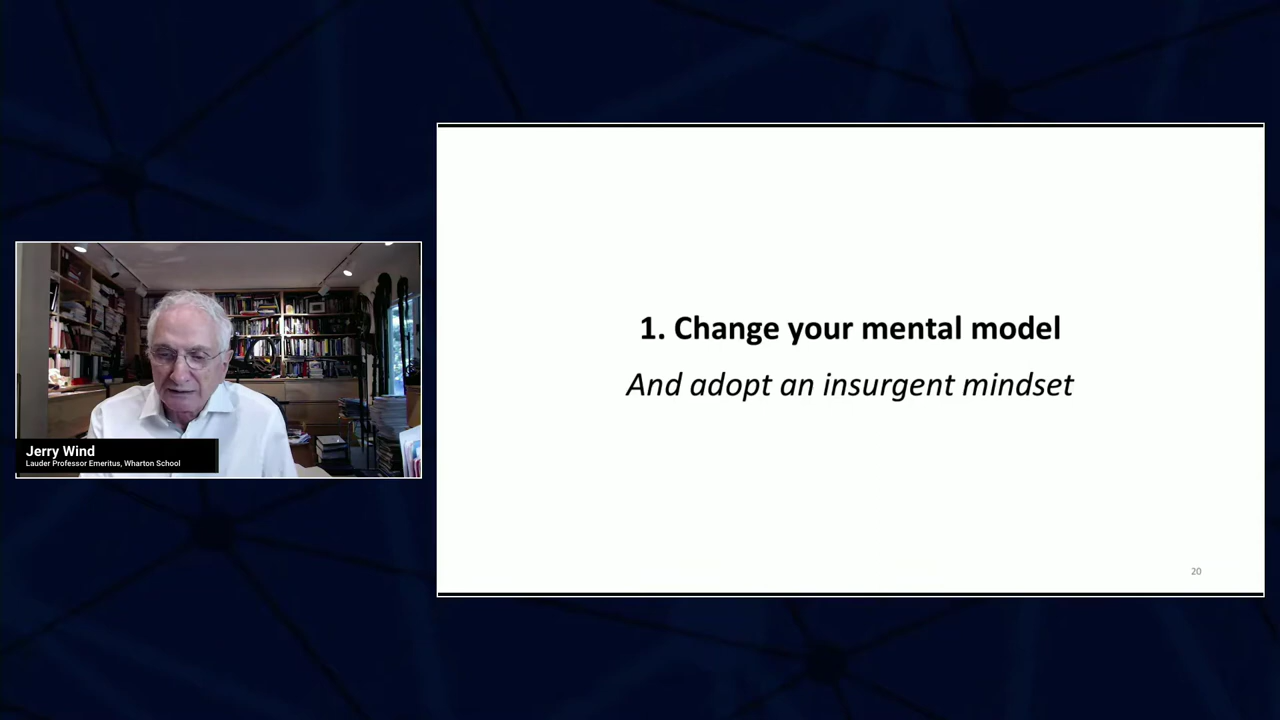 1. Change your mental model
And adopt an insurgent mindset
Jerry Wind
Lauder Professor Emeritus, Wharton School
20